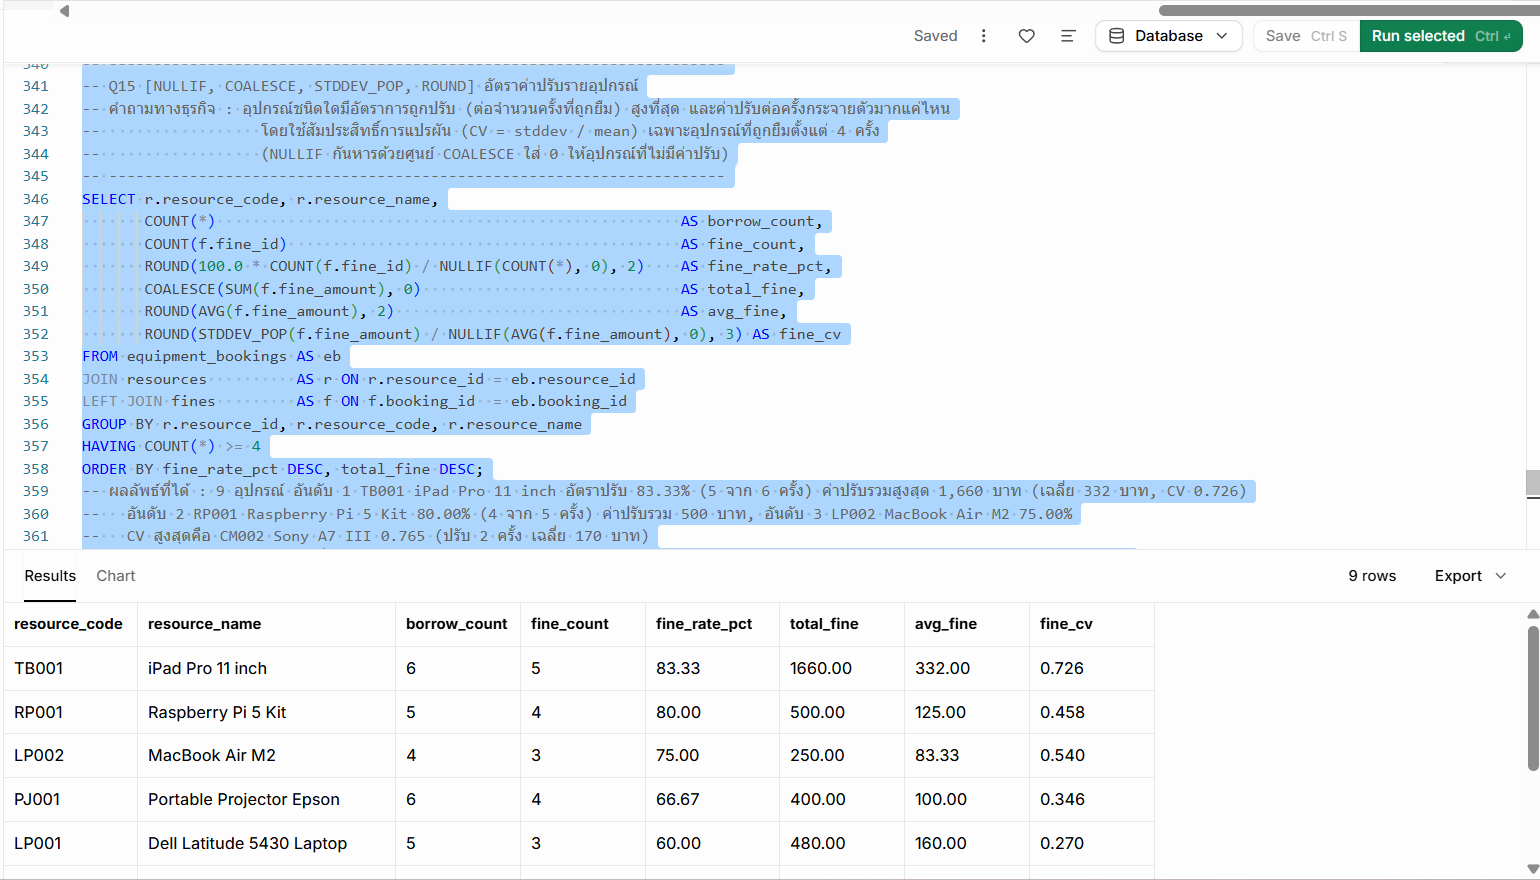 Saved
Database
Save Ctrl S
Run selected Ctrl ↵
340 -- -----------------------------------------------------------------------
341 -- Q15 [NULLIF, COALESCE, STDDEV_POP, ROUND] อัตราค่าปรับรายอุปกรณ์
342 -- คำถามทางธุรกิจ : อุปกรณ์ชนิดใดมีอัตราการถูกปรับ (ต่อจำนวนครั้งที่ถูกยืม) สูงที่สุด และค่าปรับต่อครั้งกระจายตัวมากแค่ไหน
343 -- โดยใช้สัมประสิทธิ์การแปรผัน (CV = stddev / mean) เฉพาะอุปกรณ์ที่ถูกยืมตั้งแต่ 4 ครั้ง
344 -- (NULLIF กันหารด้วยศูนย์ COALESCE ใส่ 0 ให้อุปกรณ์ที่ไม่มีค่าปรับ)
345 -- ---------------------------------------------------------------------
346 SELECT r.resource_code, r.resource_name,
347 COUNT(*) AS borrow_count,
348 COUNT(f.fine_id) AS fine_count,
349 ROUND(100.0 * COUNT(f.fine_id) / NULLIF(COUNT(*), 0), 2) AS fine_rate_pct,
350 COALESCE(SUM(f.fine_amount), 0) AS total_fine,
351 ROUND(AVG(f.fine_amount), 2) AS avg_fine,
352 ROUND(STDDEV_POP(f.fine_amount) / NULLIF(AVG(f.fine_amount), 0), 3) AS fine_cv
353 FROM equipment_bookings AS eb
354 JOIN resources AS r ON r.resource_id = eb.resource_id
355 LEFT JOIN fines AS f ON f.booking_id = eb.booking_id
356 GROUP BY r.resource_id, r.resource_code, r.resource_name
357 HAVING COUNT(*) >= 4
358 ORDER BY fine_rate_pct DESC, total_fine DESC;
359 -- ผลลัพธ์ที่ได้ : 9 อุปกรณ์ อันดับ 1 TB001 iPad Pro 11 inch อัตราปรับ 83.33% (5 จาก 6 ครั้ง) ค่าปรับรวมสูงสุด 1,660 บาท (เฉลี่ย 332 บาท, CV 0.726)
360 -- อันดับ 2 RP001 Raspberry Pi 5 Kit 80.00% (4 จาก 5 ครั้ง) ค่าปรับรวม 500 บาท, อันดับ 3 LP002 MacBook Air M2 75.00%
361 -- CV สูงสุดคือ CM002 Sony A7 III 0.765 (ปรับ 2 ครั้ง เฉลี่ย 170 บาท)
Results Chart 9 rows Export
resource_code resource_name borrow_count fine_count fine_rate_pct total_fine avg_fine fine_cv
TB001 iPad Pro 11 inch 6 5 83.33 1660.00 332.00 0.726
RP001 Raspberry Pi 5 Kit 5 4 80.00 500.00 125.00 0.458
LP002 MacBook Air M2 4 3 75.00 250.00 83.33 0.540
PJ001 Portable Projector Epson 6 4 66.67 400.00 100.00 0.346
LP001 Dell Latitude 5430 Laptop 5 3 60.00 480.00 160.00 0.270